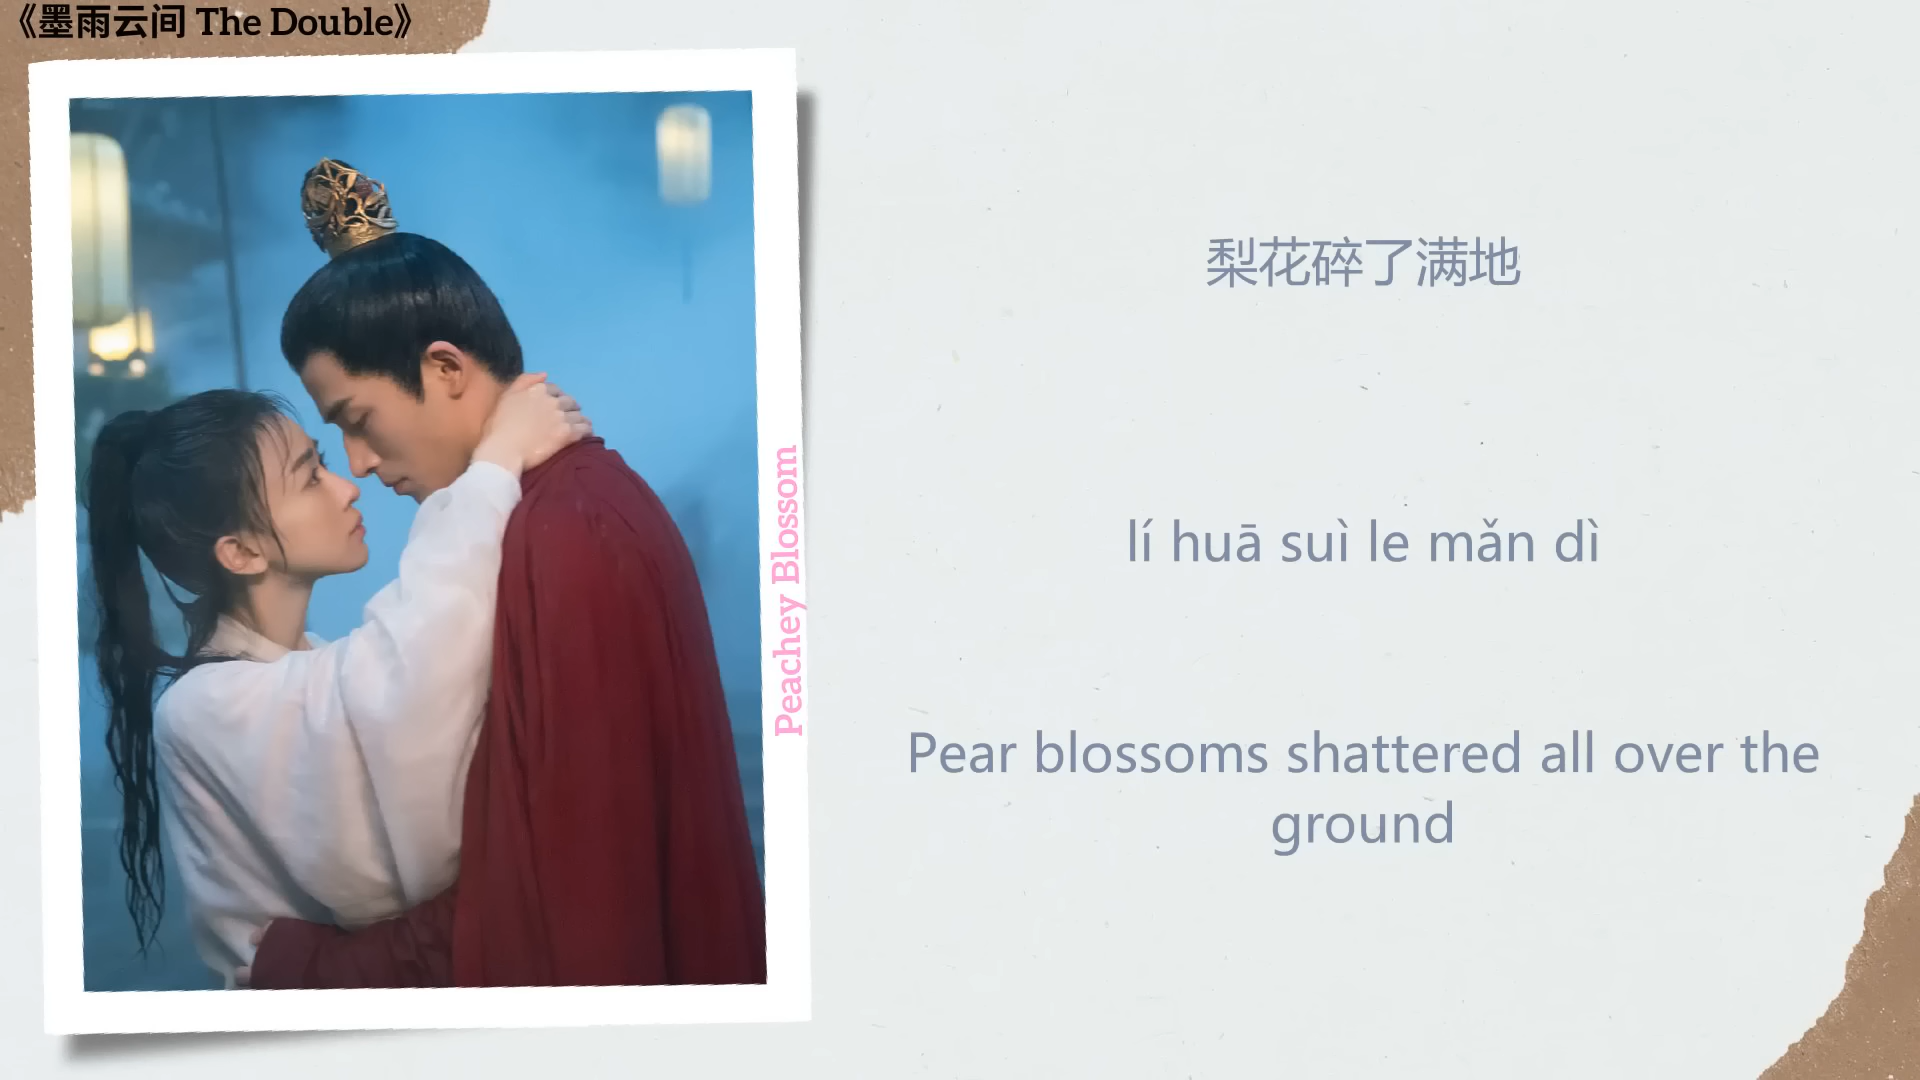 《墨雨云间 The Double》
Peachey Blossom
梨花碎了满地
lí huā suì le mǎn dì
Pear blossoms shattered all over the
ground